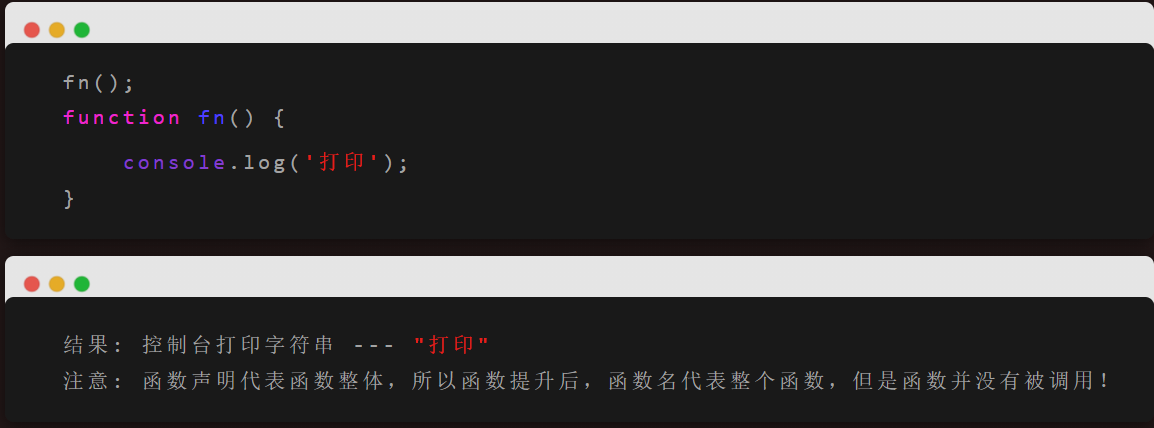 fn();
function fn() {
console.log('打印');
}
结果: 控制台打印字符串 --- "打印"
注意: 函数声明代表函数整体，所以函数提升后，函数名代表整个函数，但是函数并没有被调用！